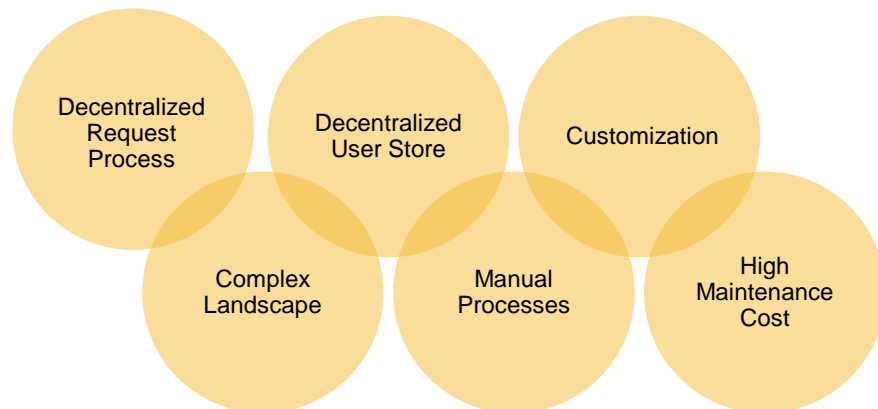 Decentralized
Request
Process
Decentralized
User Store
Customization
Complex
Landscape
Manual
Processes
High
Maintenance
Cost